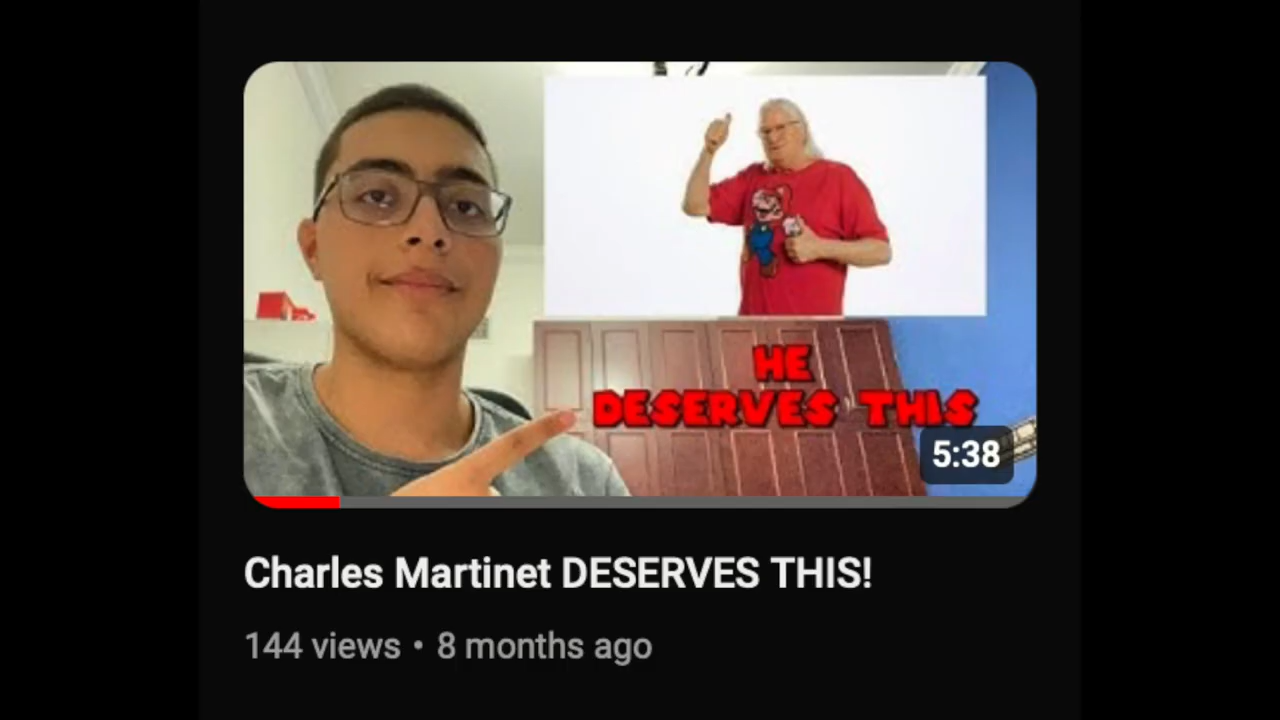 HE
DESERVES THIS
5:38
Charles Martinet DESERVES THIS!
144 views • 8 months ago